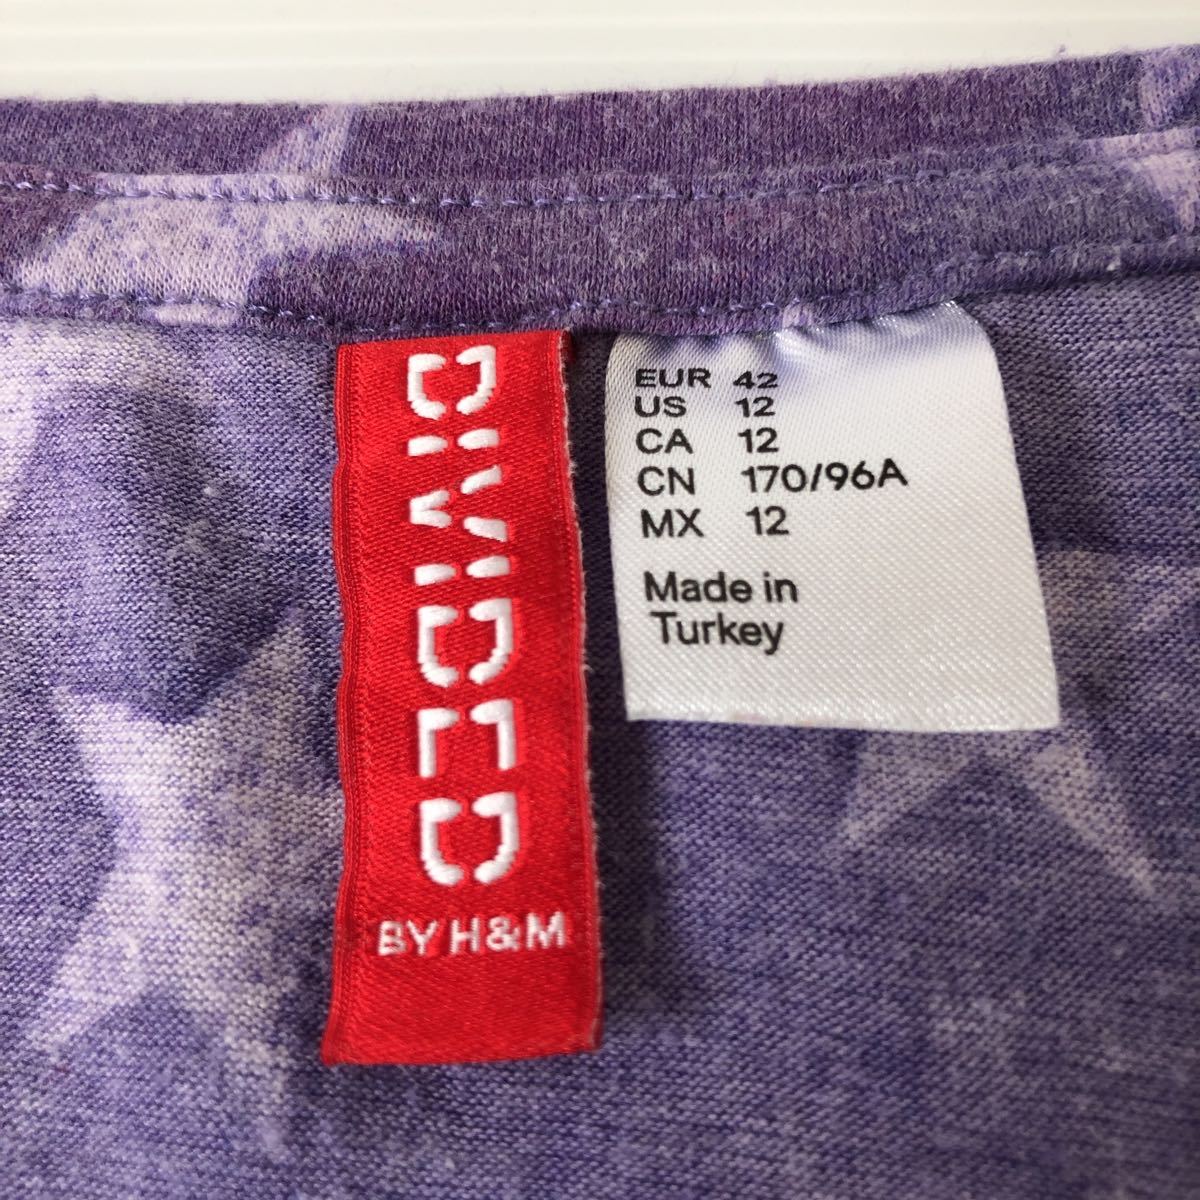 DIVIDED
BY H&M
EUR 42
US 12
CA 12
CN 170/96A
MX 12
Made in
Turkey